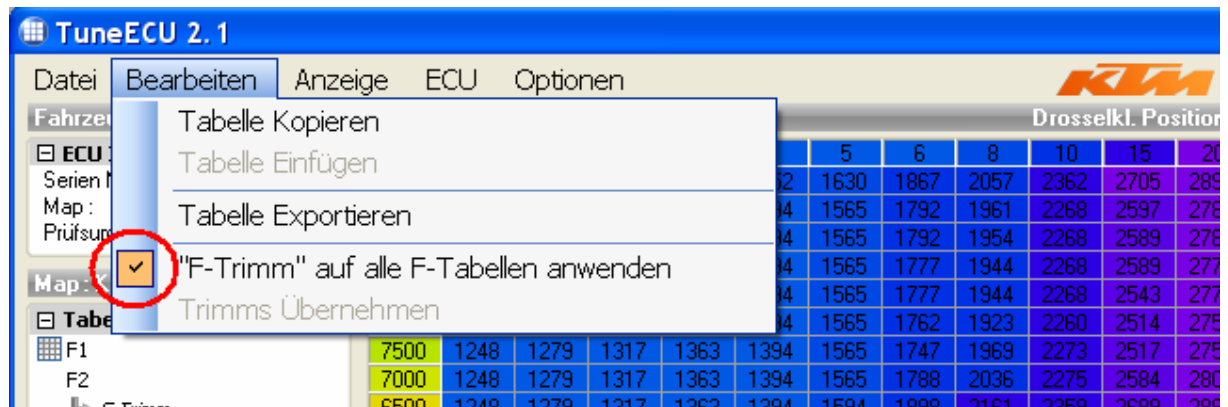 TuneECU 2.1
Datei Bearbeiten Anzeige ECU Optionen
KTM
Drosselkl. Position
Tabelle Kopieren
Tabelle Einfügen
Tabelle Exportieren
"F-Trimm" auf alle F-Tabellen anwenden
Trimms Übernehmen
ECU
Map :
5 6 8 10 15
1630 1867 2057 2362 2705
1565 1792 1961 2268 2597
1565 1792 1954 2268 2589
1565 1777 1944 2268 2589
1565 1777 1944 2268 2543
1565 1762 1923 2260 2514
F1 7500 1248 1279 1317 1363 1394 1565 1747 1969 2273 2517
F2 7000 1248 1279 1317 1363 1394 1565 1788 2036 2275 2584